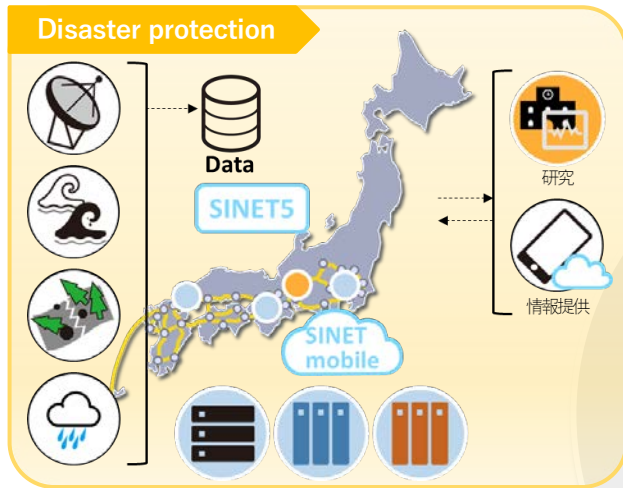 Disaster protection
Data
SINET5
研究
情報提供
SINET
mobile